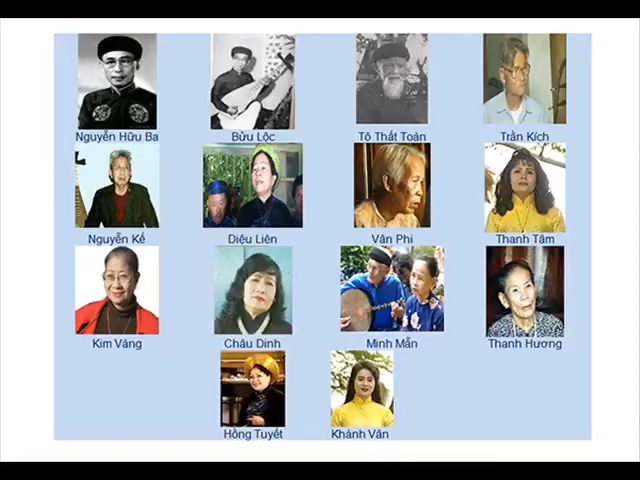 Nguyễn Hữu Ba
Bửu Lộc
Tô Thất Toàn
Trần Kích
Nguyễn Kế
Diệu Liên
Vân Phi
Thanh Tâm
Kim Vàng
Châu Dinh
Minh Mẫn
Thanh Hương
Hồng Tuyết
Khánh Vân